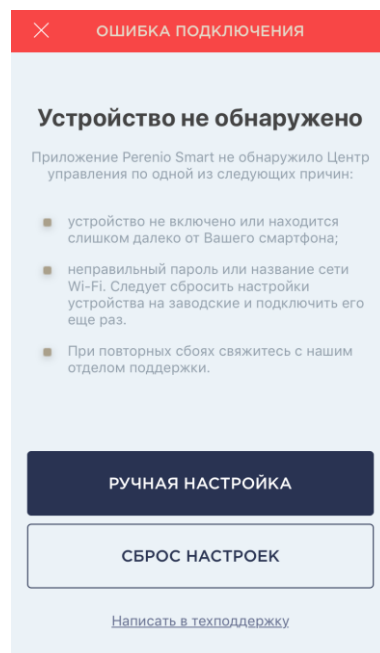 ОШИБКА ПОДКЛЮЧЕНИЯ
Устройство не обнаружено
Приложение Perenio Smart не обнаружило Центр
управления по одной из следующих причин:
устройство не включено или находится
слишком далеко от Вашего смартфона;
неправильный пароль или название сети
Wi-Fi. Следует сбросить настройки
устройства на заводские и подключить его
еще раз.
При повторных сбоях свяжитесь с нашим
отделом поддержки.
РУЧНАЯ НАСТРОЙКА
СБРОС НАСТРОЕК
Написать в техподдержку